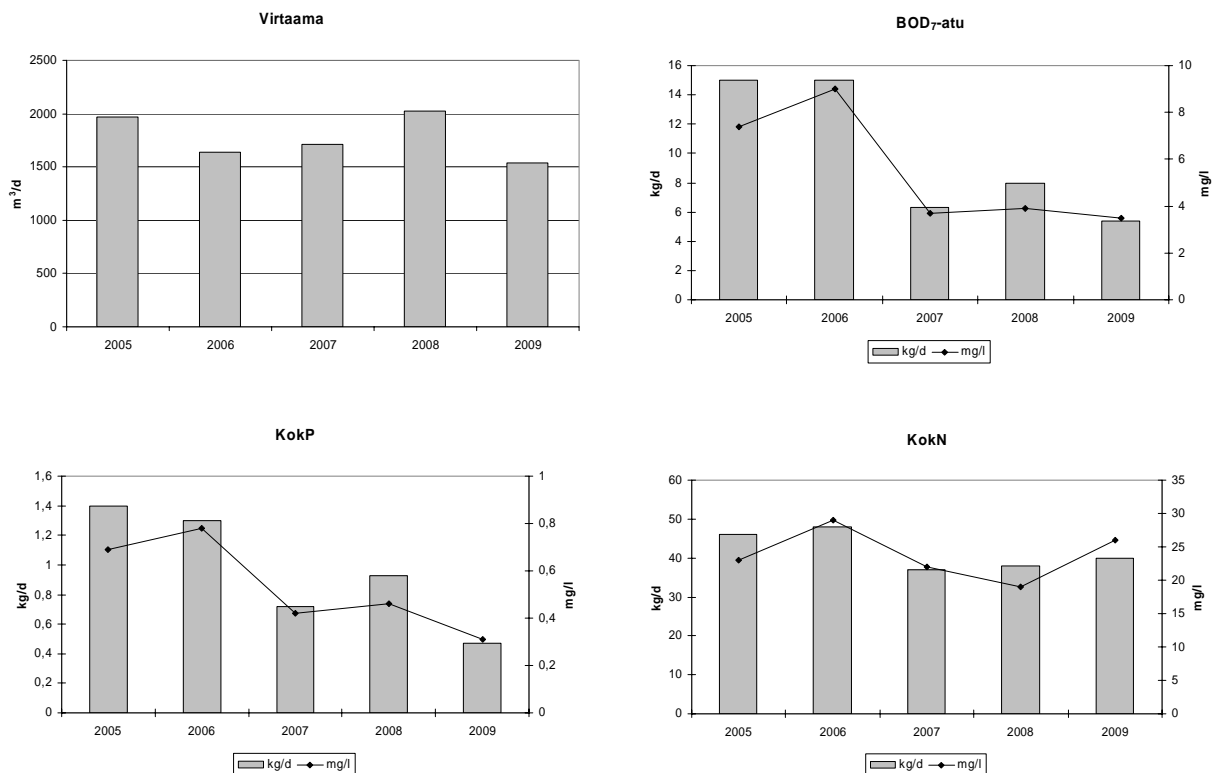 Virtaama
2500
2000
1500
1000
500
0
m³/d
2005 2006 2007 2008 2009
BOD₇-atu
16
14
12
10
8
6
4
2
0
kg/d
10
8
6
4
2
0
mg/l
2005 2006 2007 2008 2009
kg/d mg/l
KokP
1,6
1,4
1,2
1
0,8
0,6
0,4
0,2
0
kg/d
1
0,8
0,6
0,4
0,2
0
mg/l
2005 2006 2007 2008 2009
kg/d mg/l
KokN
60
50
40
30
20
10
0
kg/d
35
30
25
20
15
10
5
0
mg/l
2005 2006 2007 2008 2009
kg/d mg/l